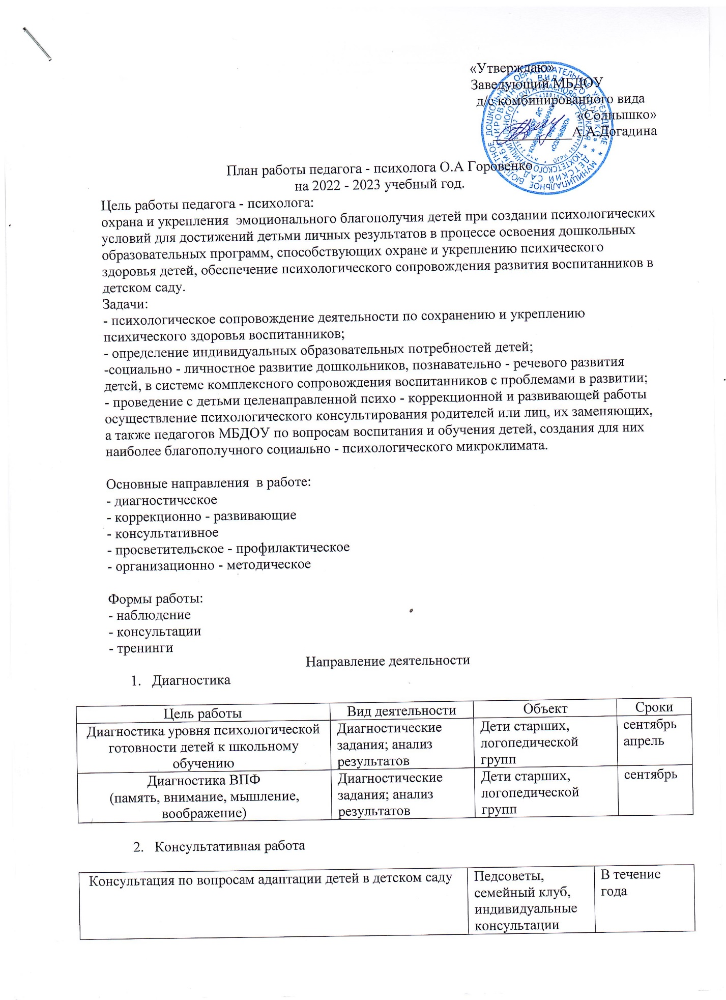 «Утверждаю»
Заведующий МБДОУ
д/с комбинированного вида
«Солнышко»
А.А.Догадина
План работы педагога - психолога О.А Горовенко
на 2022 - 2023 учебный год.
Цель работы педагога - психолога:
охрана и укрепления эмоционального благополучия детей при создании психологических
условий для достижений детьми личных результатов в процессе освоения дошкольных
образовательных программ, способствующих охране и укреплению психического
здоровья детей, обеспечение психологического сопровождения развития воспитанников в
детском саду.
Задачи:
- психологическое сопровождение деятельности по сохранению и укреплению
психического здоровья воспитанников;
- определение индивидуальных образовательных потребностей детей;
-социально - личностное развитие дошкольников, познавательно - речевого развития
детей, в системе комплексного сопровождения воспитанников с проблемами в развитии;
- проведение с детьми целенаправленной психо - коррекционной и развивающей работы
осуществление психологического консультирования родителей или лиц, их заменяющих,
а также педагогов МБДОУ по вопросам воспитания и обучения детей, создания для них
наиболее благополучного социально - психологического микроклимата.
Основные направления в работе:
- диагностическое
- коррекционно - развивающие
- консультативное
- просветительское - профилактическое
- организационно - методическое
Формы работы:
- наблюдение
- консультации
- тренинги
Направление деятельности
1. Диагностика
Цель работы Вид деятельности Объект Сроки
Диагностика уровня психологической Диагностические Дети старших, сентябрь
готовности детей к школьному задания; анализ логопедической апрель
обучению результатов групп
Диагностика ВПФ Диагностические Дети старших, сентябрь
(память, внимание, мышление, задания; анализ логопедической
воображение) результатов групп
2. Консультативная работа
Консультация по вопросам адаптации детей в детском саду Педсоветы, В течение
семейный клуб, года
индивидуальные
консультации